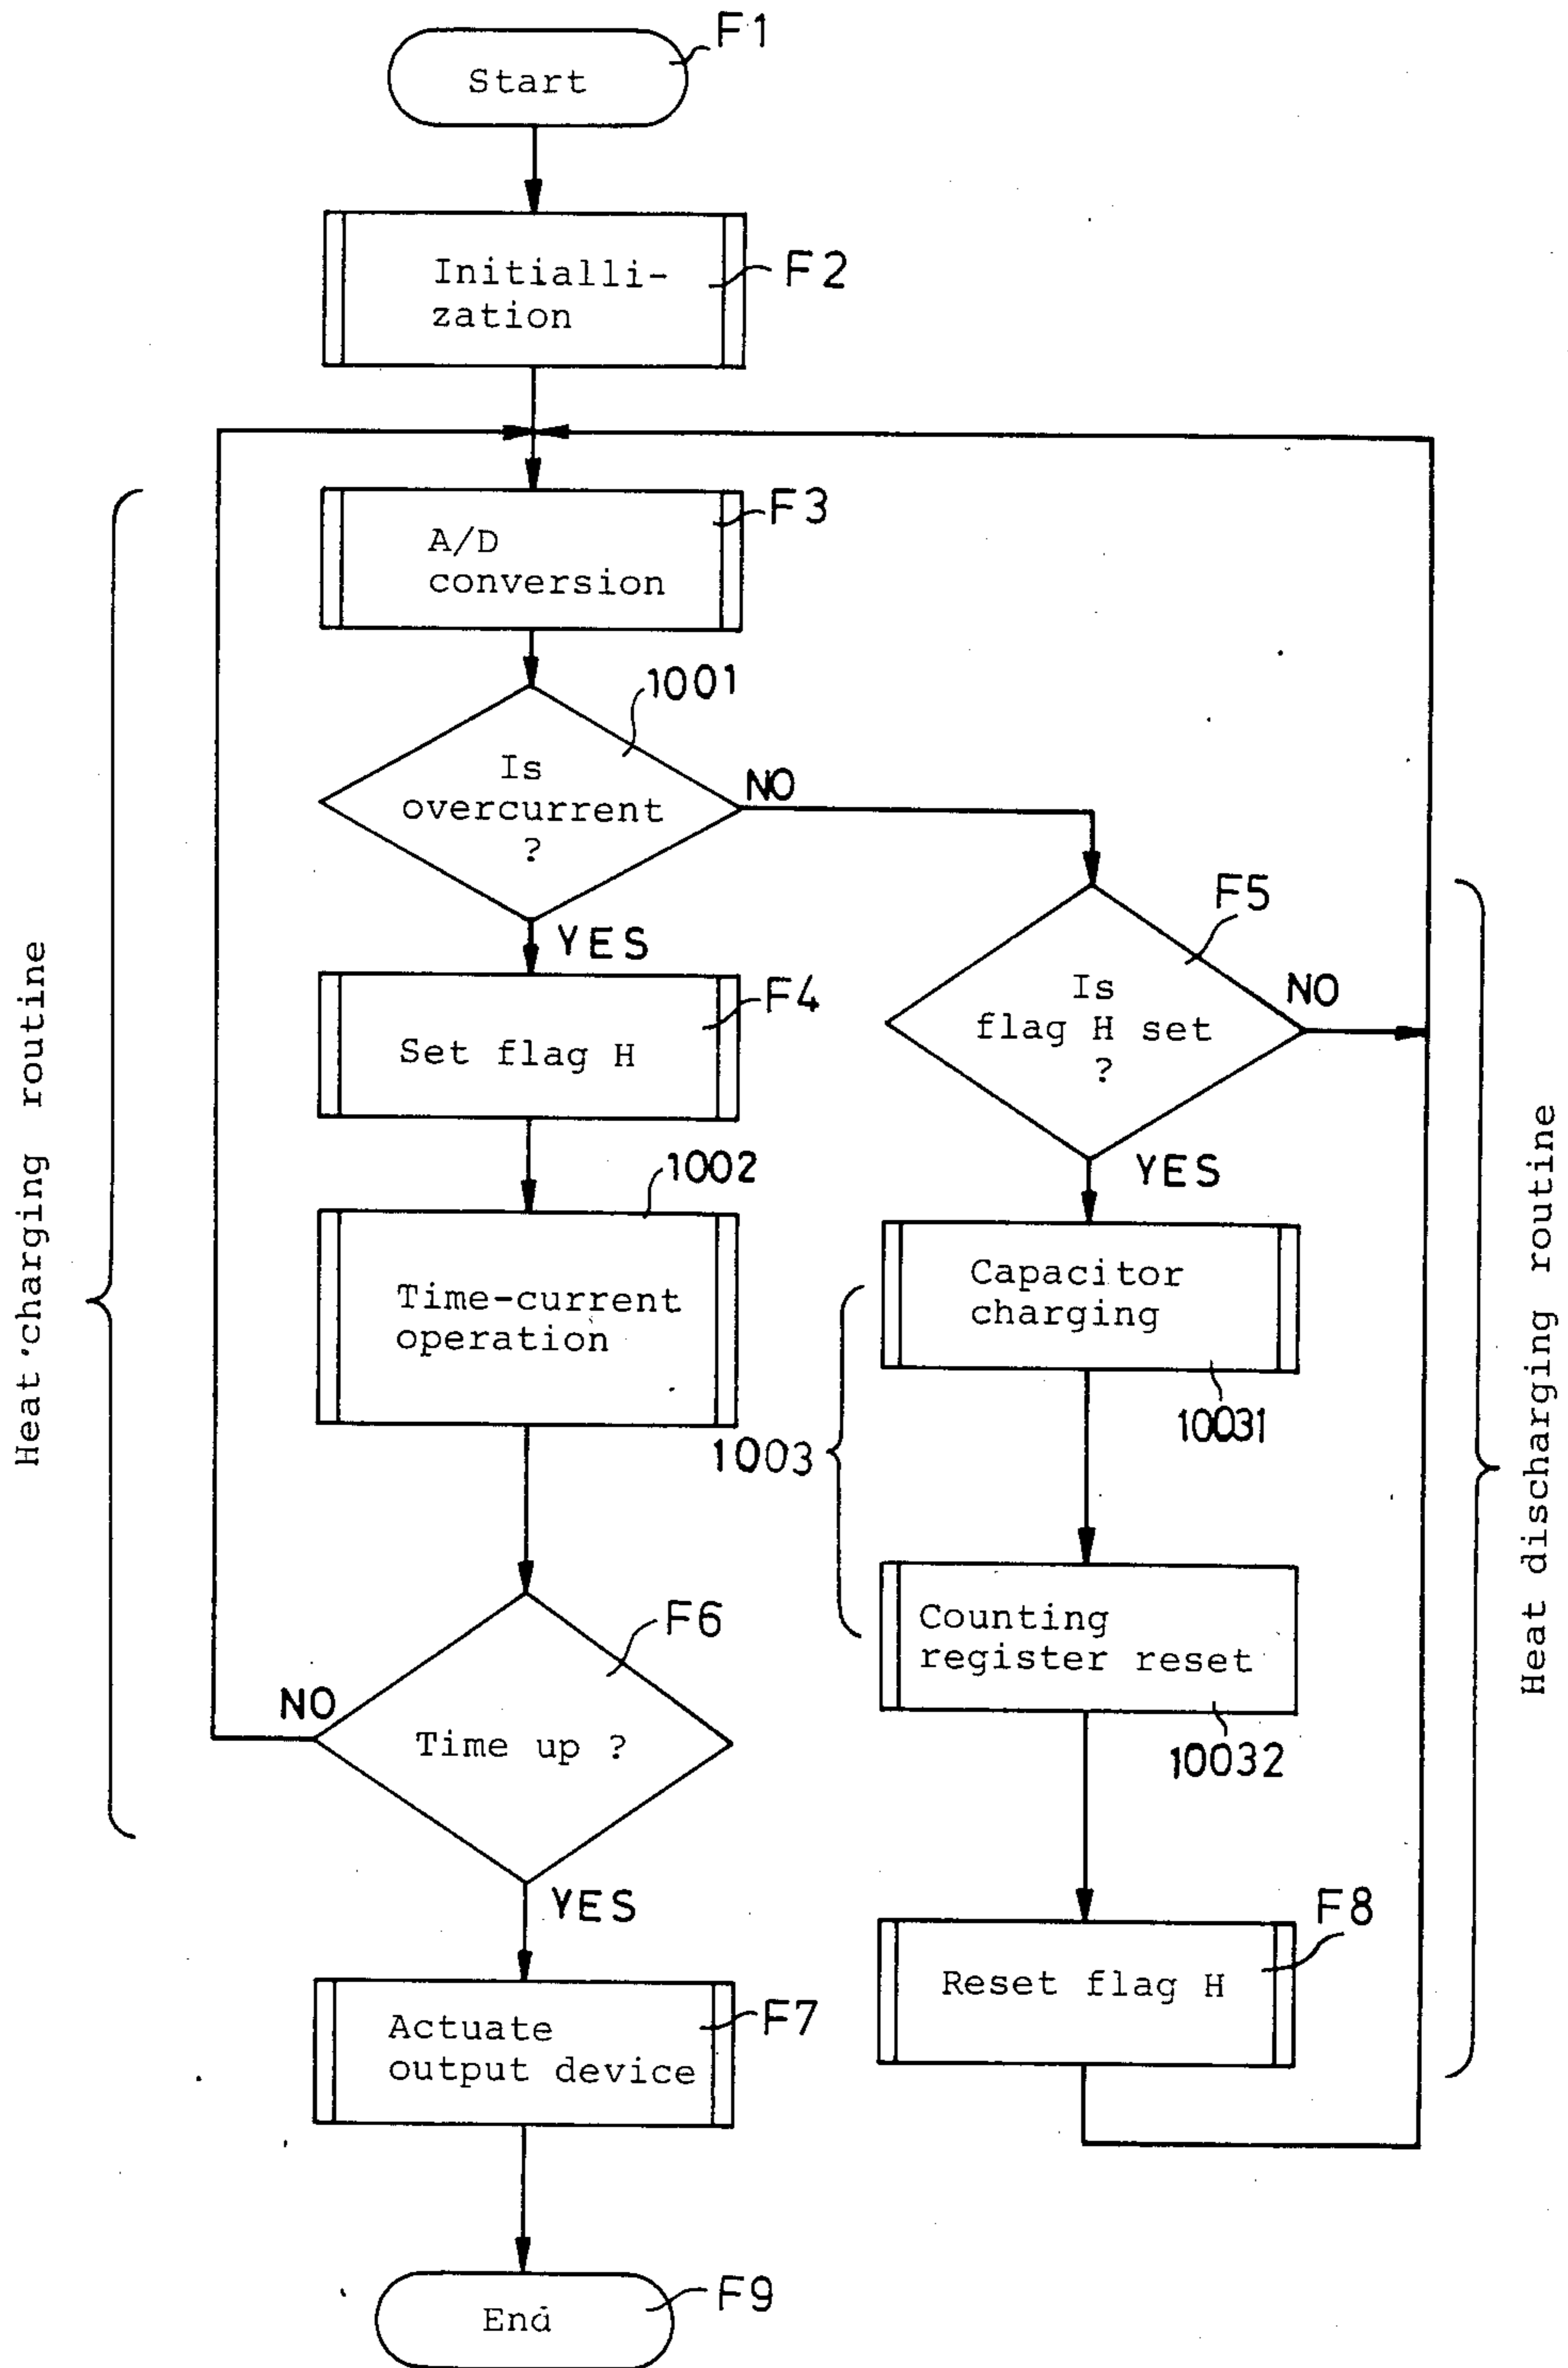 F1
Start
Initialli-
zation
F2
F3
A/D
conversion
1001
Is
overcurrent
?
NO
YES
F5
Is
flag H set
?
NO
YES
F4
Set flag H
1002
Time-current
operation
Capacitor
charging
10031
1003
Counting
register reset
10032
F6
Time up ?
NO
YES
F8
Reset flag H
F7
Actuate
output device
End
F9
Heat charging routine
Heat discharging routine